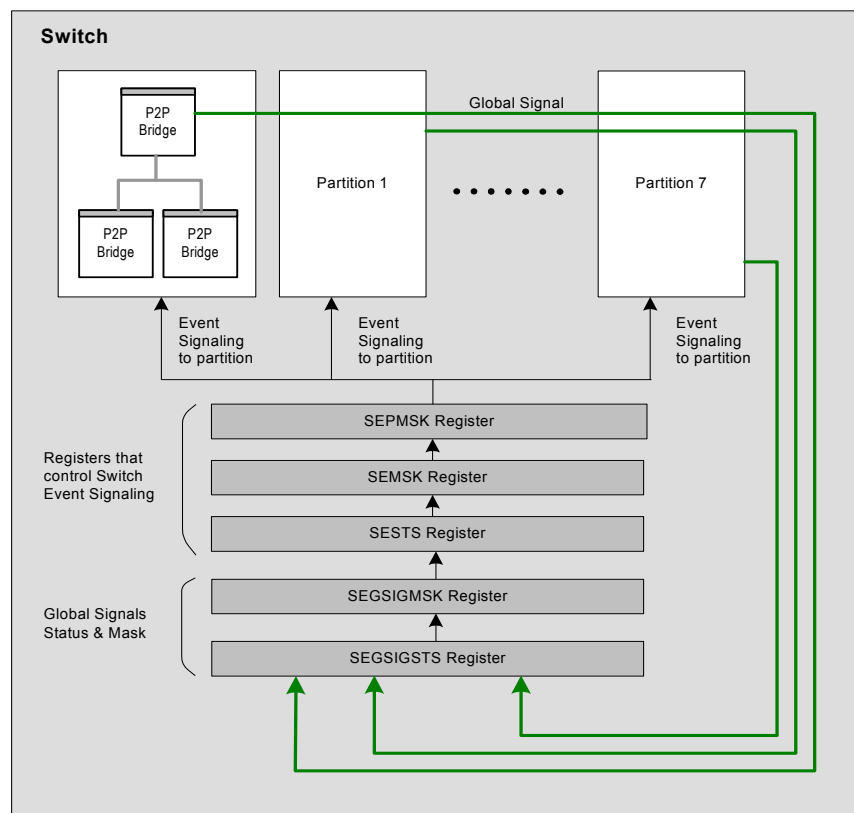 Switch
Global Signal
P2P
Bridge
P2P
Bridge
P2P
Bridge
Partition 1
Partition 7
Event
Signaling
to partition
Event
Signaling
to partition
Event
Signaling
to partition
Registers that
control Switch
Event Signaling
SEPMSK Register
SEMSK Register
SESTS Register
Global Signals
Status & Mask
SEGSIGMSK Register
SEGSIGSTS Register